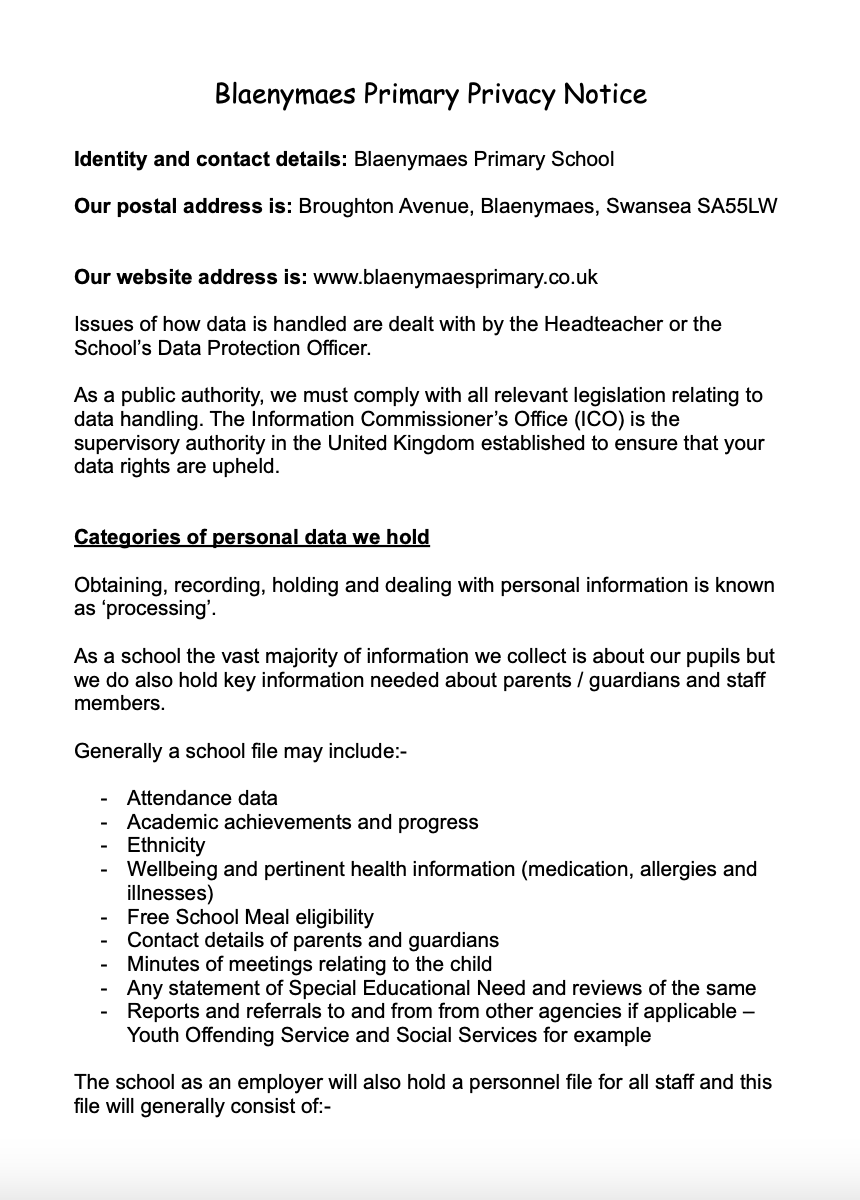 Blaenymaes Primary Privacy Notice
Identity and contact details: Blaenymaes Primary School
Our postal address is: Broughton Avenue, Blaenymaes, Swansea SA55LW
Our website address is: www.blaenymaesprimary.co.uk
Issues of how data is handled are dealt with by the Headteacher or the
School’s Data Protection Officer.
As a public authority, we must comply with all relevant legislation relating to
data handling. The Information Commissioner’s Office (ICO) is the
supervisory authority in the United Kingdom established to ensure that your
data rights are upheld.
Categories of personal data we hold
Obtaining, recording, holding and dealing with personal information is known
as ‘processing’.
As a school the vast majority of information we collect is about our pupils but
we do also hold key information needed about parents / guardians and staff
members.
Generally a school file may include:-
- Attendance data
- Academic achievements and progress
- Ethnicity
- Wellbeing and pertinent health information (medication, allergies and
illnesses)
- Free School Meal eligibility
- Contact details of parents and guardians
- Minutes of meetings relating to the child
- Any statement of Special Educational Need and reviews of the same
- Reports and referrals to and from from other agencies if applicable –
Youth Offending Service and Social Services for example
The school as an employer will also hold a personnel file for all staff and this
file will generally consist of:-